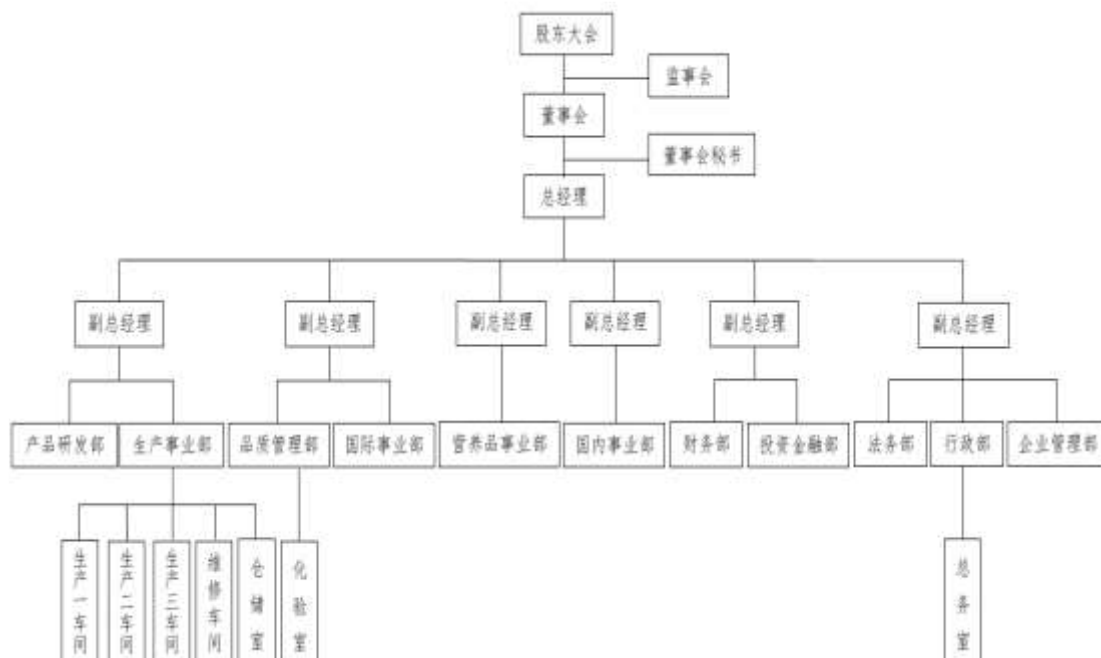 股东大会
监事会
董事会
董事会秘书
总经理
副总经理
副总经理
副总经理
副总经理
副总经理
副总经理
产品研发部
生产事业部
品质管理部
国际事业部
营养品事业部
国内事业部
财务部
投资金融部
法务部
行政部
企业管理部
生产一车间
生产二车间
生产三车间
维修车间
仓储室
化验室
总务室